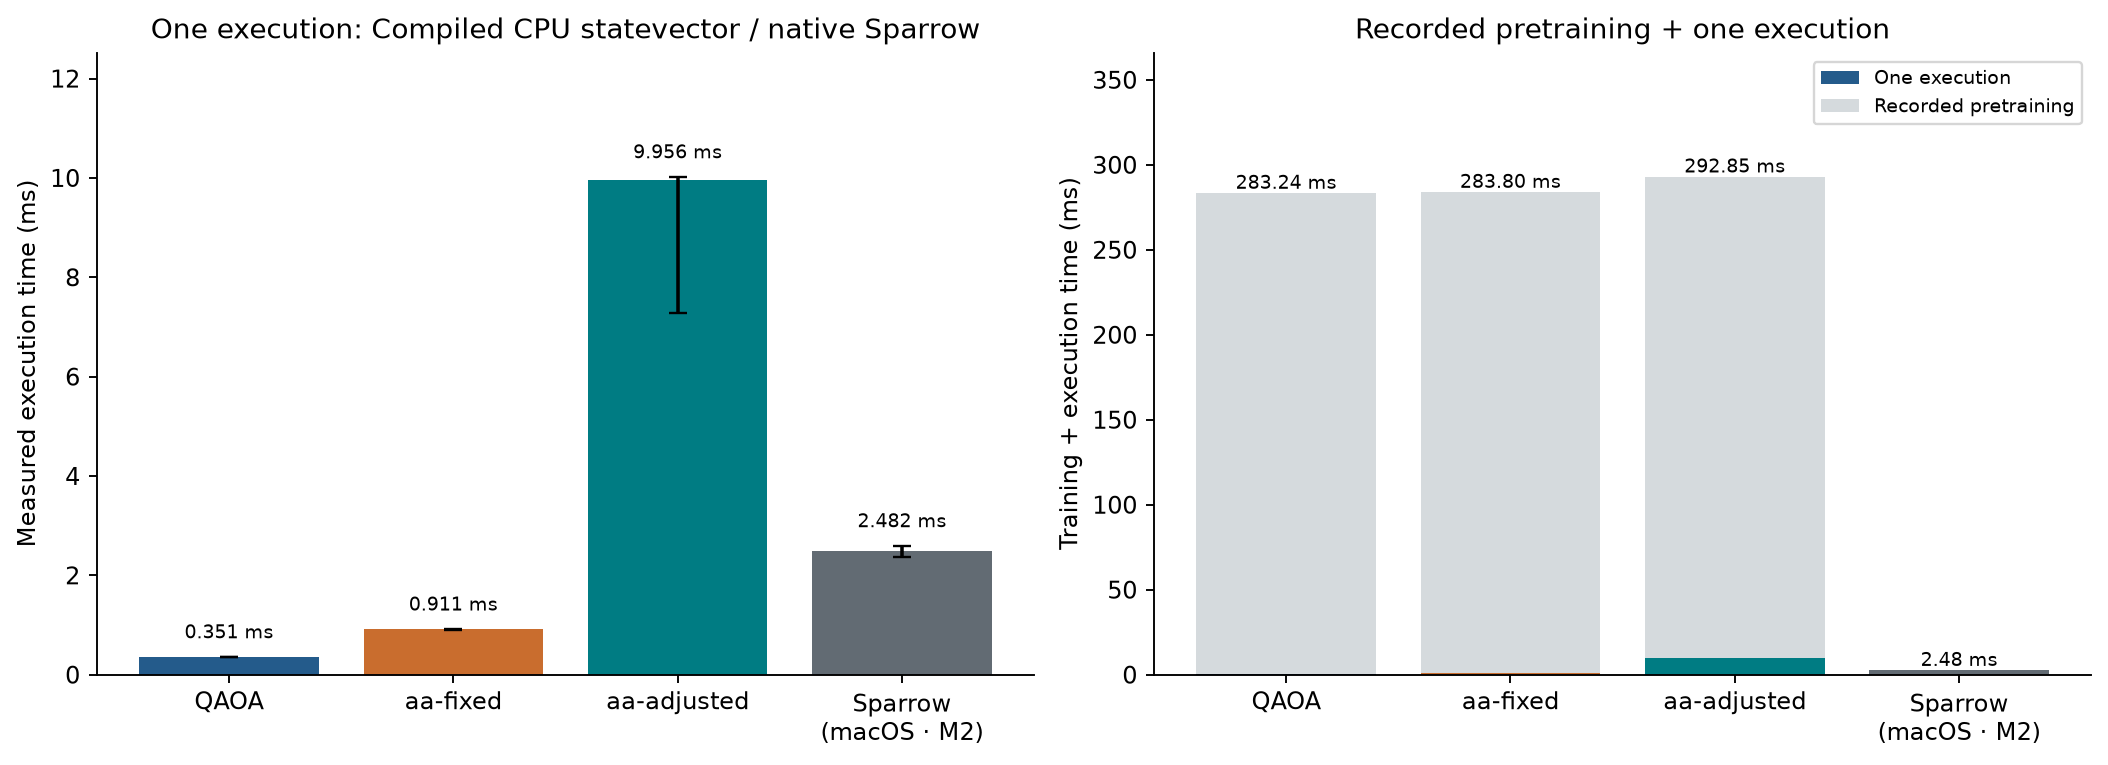 One execution: Compiled CPU statevector / native Sparrow
Measured execution time (ms)
12
10
8
6
4
2
0
0.351 ms
0.911 ms
9.956 ms
2.482 ms
QAOA
aa-fixed
aa-adjusted
Sparrow
(macOS · M2)
Recorded pretraining + one execution
Training + execution time (ms)
350
300
250
200
150
100
50
0
One execution
Recorded pretraining
283.24 ms
283.80 ms
292.85 ms
2.48 ms
QAOA
aa-fixed
aa-adjusted
Sparrow
(macOS · M2)